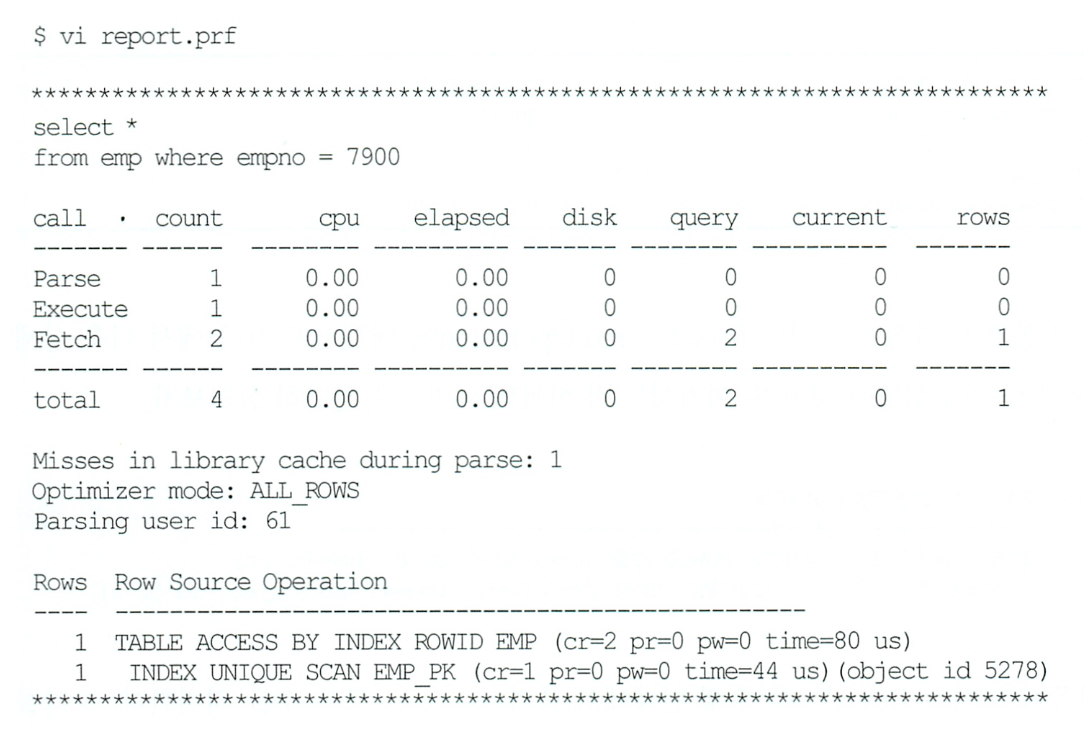 $ vi report.prf
********************************************************************************
select *
from emp where empno = 7900
call count cpu elapsed disk query current rows
------- ------ -------- ---------- ------- -------- ---------- -------
Parse 1 0.00 0.00 0 0 0 0
Execute 1 0.00 0.00 0 0 0 0
Fetch 2 0.00 0.00 0 2 0 1
------- ------ -------- ---------- ------- -------- ---------- -------
total 4 0.00 0.00 0 2 0 1
Misses in library cache during parse: 1
Optimizer mode: ALL_ROWS
Parsing user id: 61
Rows Row Source Operation
---- ---------------------------------------------------
1 TABLE ACCESS BY INDEX ROWID EMP (cr=2 pr=0 pw=0 time=80 us)
1 INDEX UNIQUE SCAN EMP_PK (cr=1 pr=0 pw=0 time=44 us)(object id 5278)
********************************************************************************